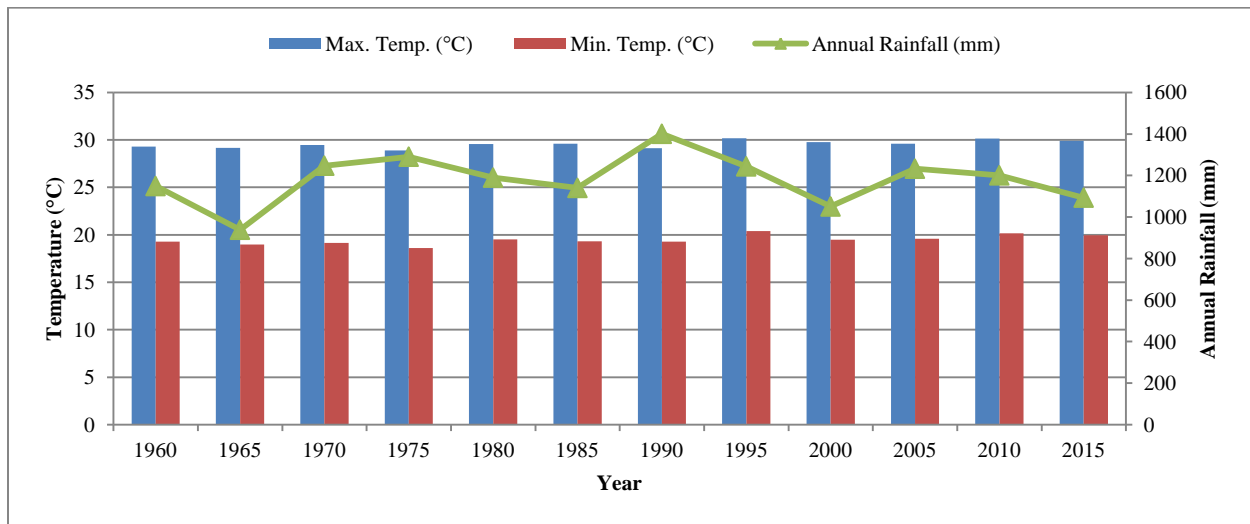 Max. Temp. (°C) Min. Temp. (°C) Annual Rainfall (mm)
35 1600
30 1400
25 1200
20 1000
15 800
10 600
5 400
0 200
0
Temperature (°C)
Annual Rainfall (mm)
1960 1965 1970 1975 1980 1985 1990 1995 2000 2005 2010 2015
Year